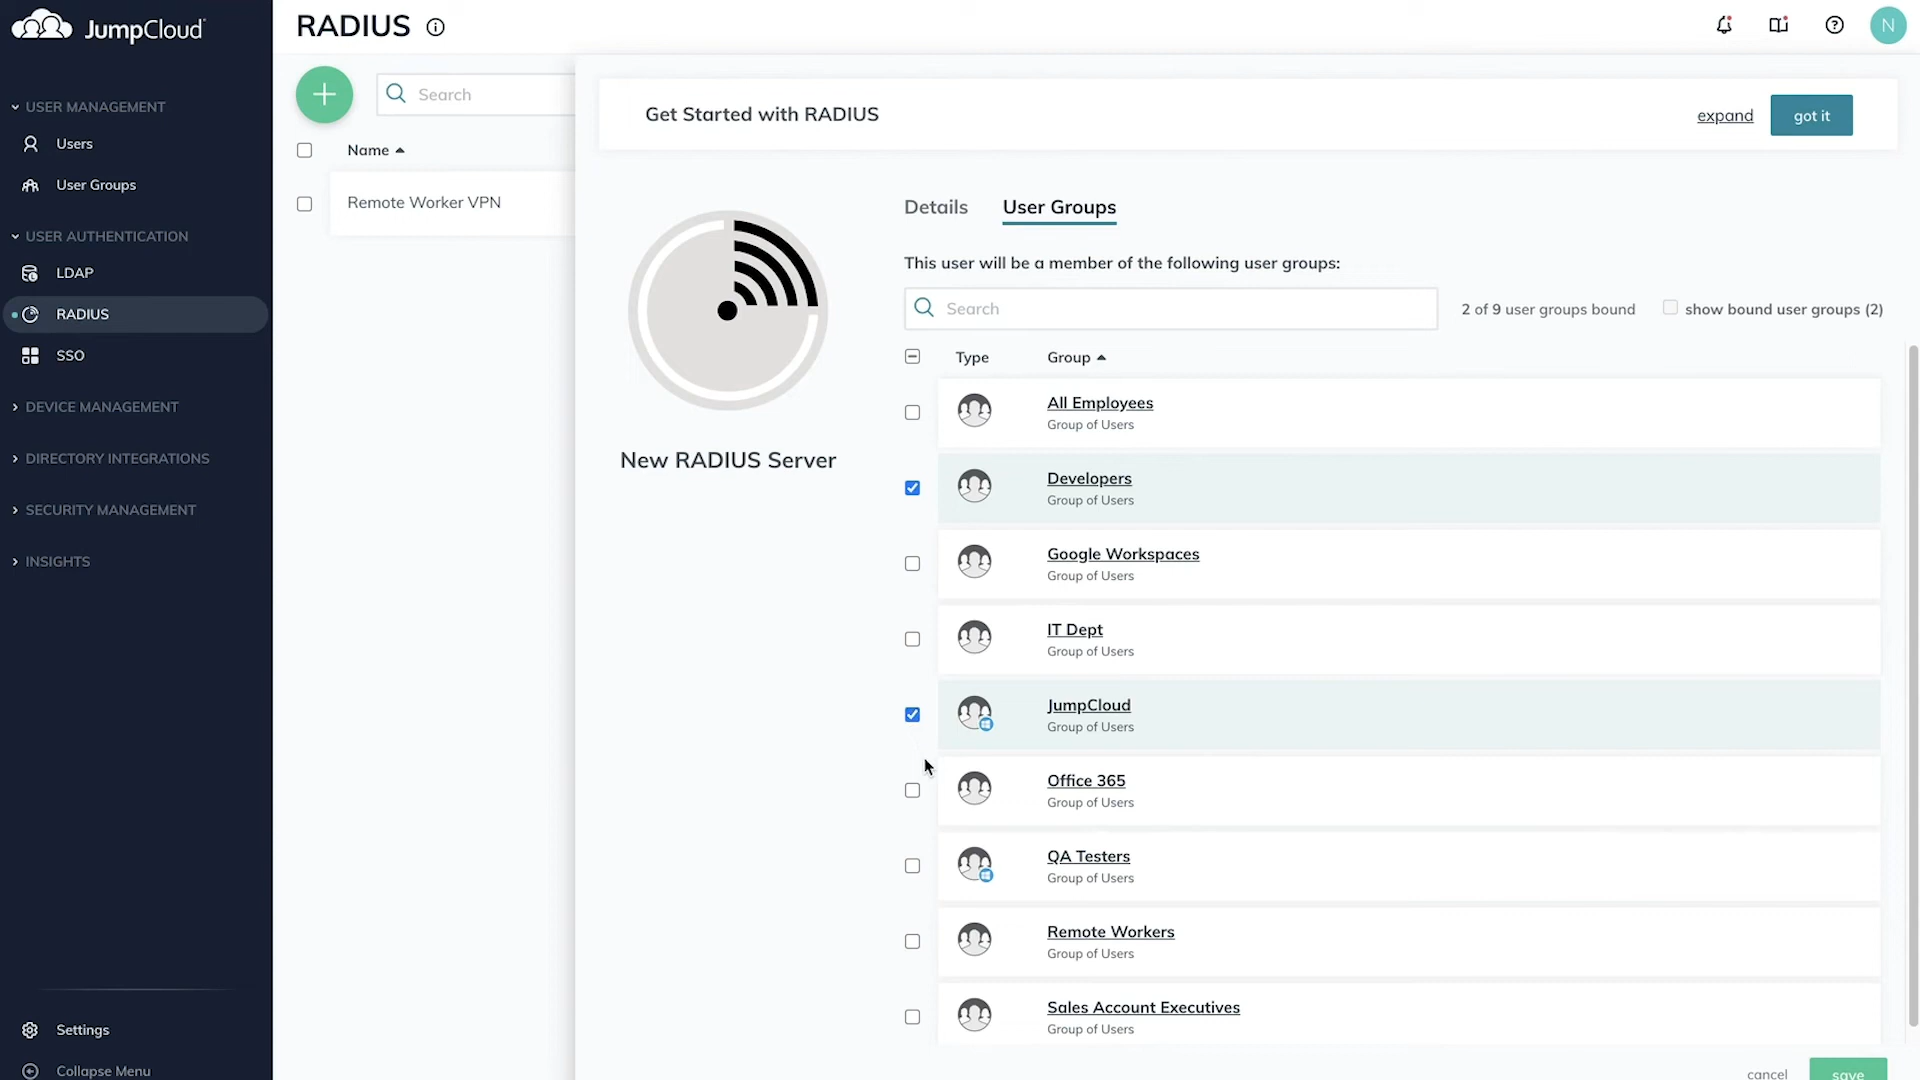 JumpCloud
RADIUS
N
USER MANAGEMENT
Users
User Groups
USER AUTHENTICATION
LDAP
RADIUS
SSO
DEVICE MANAGEMENT
DIRECTORY INTEGRATIONS
SECURITY MANAGEMENT
INSIGHTS
Settings
Collapse Menu
Search
Name
Remote Worker VPN
Get Started with RADIUS
expand
got it
New RADIUS Server
Details
User Groups
This user will be a member of the following user groups:
Search
2 of 9 user groups bound
show bound user groups (2)
Type
Group
All Employees
Group of Users
Developers
Group of Users
Google Workspaces
Group of Users
IT Dept
Group of Users
JumpCloud
Group of Users
Office 365
Group of Users
QA Testers
Group of Users
Remote Workers
Group of Users
Sales Account Executives
Group of Users
cancel
save